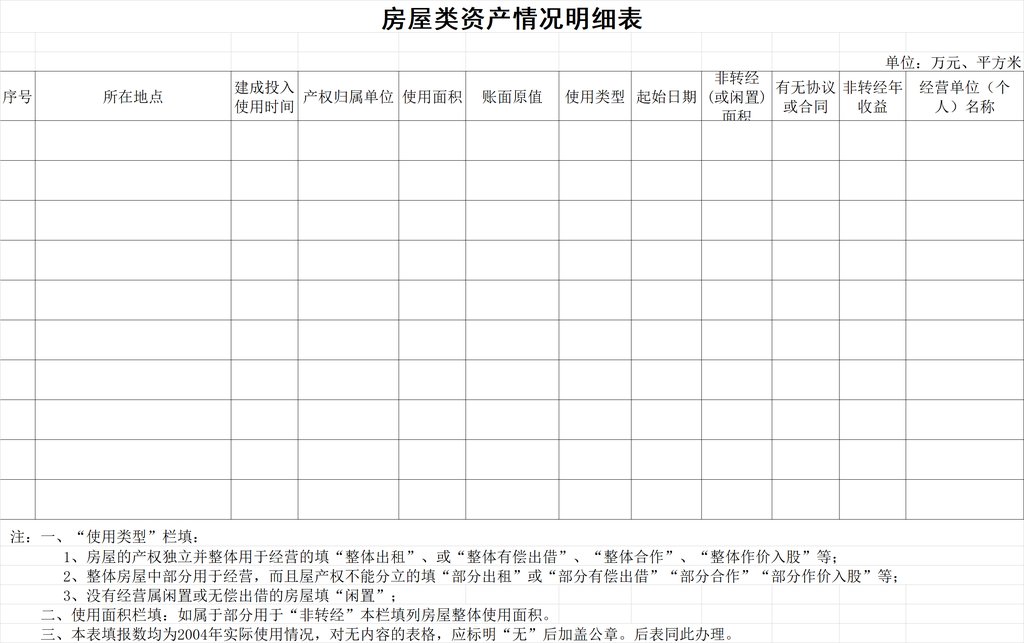 房屋类资产情况明细表
单位：万元、平方米
序号 所在地点 建成投入使用时间 产权归属单位 使用面积 账面原值 使用类型 起始日期 非转经(或闲置)面积 有无协议或合同 非转经年收益 经营单位（个人）名称
注：一、“使用类型”栏填：
1、房屋的产权独立并整体用于经营的填“整体出租”、或“整体有偿出借”、“整体合作”、“整体作价入股”等；
2、整体房屋中部分用于经营，而且屋产权不能分立的填“部分出租”或“部分有偿出借”“部分合作”“部分作价入股”等；
3、没有经营属闲置或无偿出借的房屋填“闲置”；
二、使用面积栏填：如属于部分用于“非转经”本栏填列房屋整体使用面积。
三、本表填报数均为2004年实际使用情况，对无内容的表格，应标明“无”后加盖公章。后表同此办理。